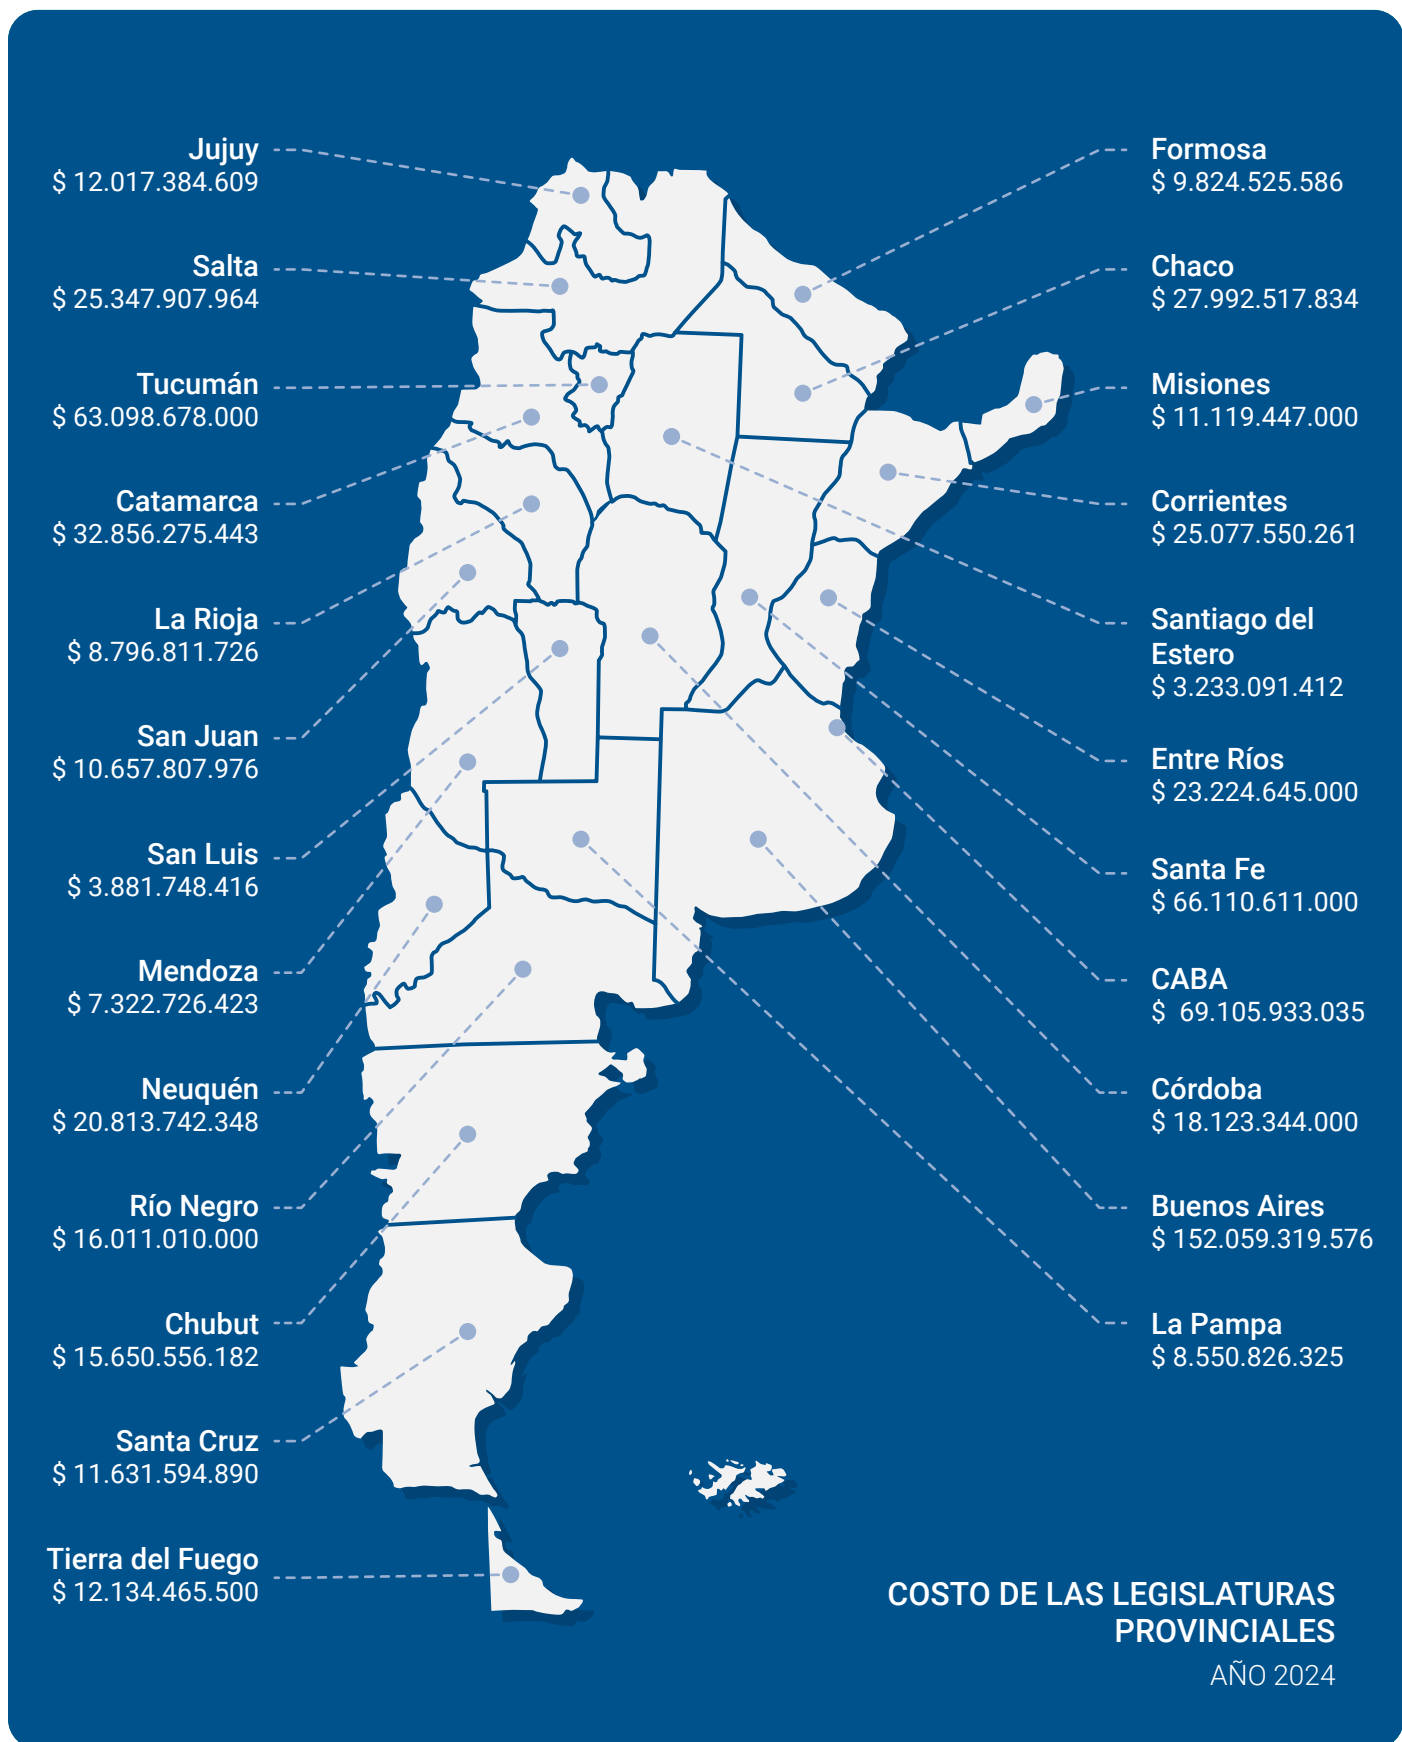 Jujuy
$ 12.017.384.609
Salta
$ 25.347.907.964
Tucumán
$ 63.098.678.000
Catamarca
$ 32.856.275.443
La Rioja
$ 8.796.811.726
San Juan
$ 10.657.807.976
San Luis
$ 3.881.748.416
Mendoza
$ 7.322.726.423
Neuquén
$ 20.813.742.348
Río Negro
$ 16.011.010.000
Chubut
$ 15.650.556.182
Santa Cruz
$ 11.631.594.890
Tierra del Fuego
$ 12.134.465.500
Formosa
$ 9.824.525.586
Chaco
$ 27.992.517.834
Misiones
$ 11.119.447.000
Corrientes
$ 25.077.550.261
Santiago del
Estero
$ 3.233.091.412
Entre Ríos
$ 23.224.645.000
Santa Fe
$ 66.110.611.000
CABA
$ 69.105.933.035
Córdoba
$ 18.123.344.000
Buenos Aires
$ 152.059.319.576
La Pampa
$ 8.550.826.325
COSTO DE LAS LEGISLATURAS
PROVINCIALES
AÑO 2024